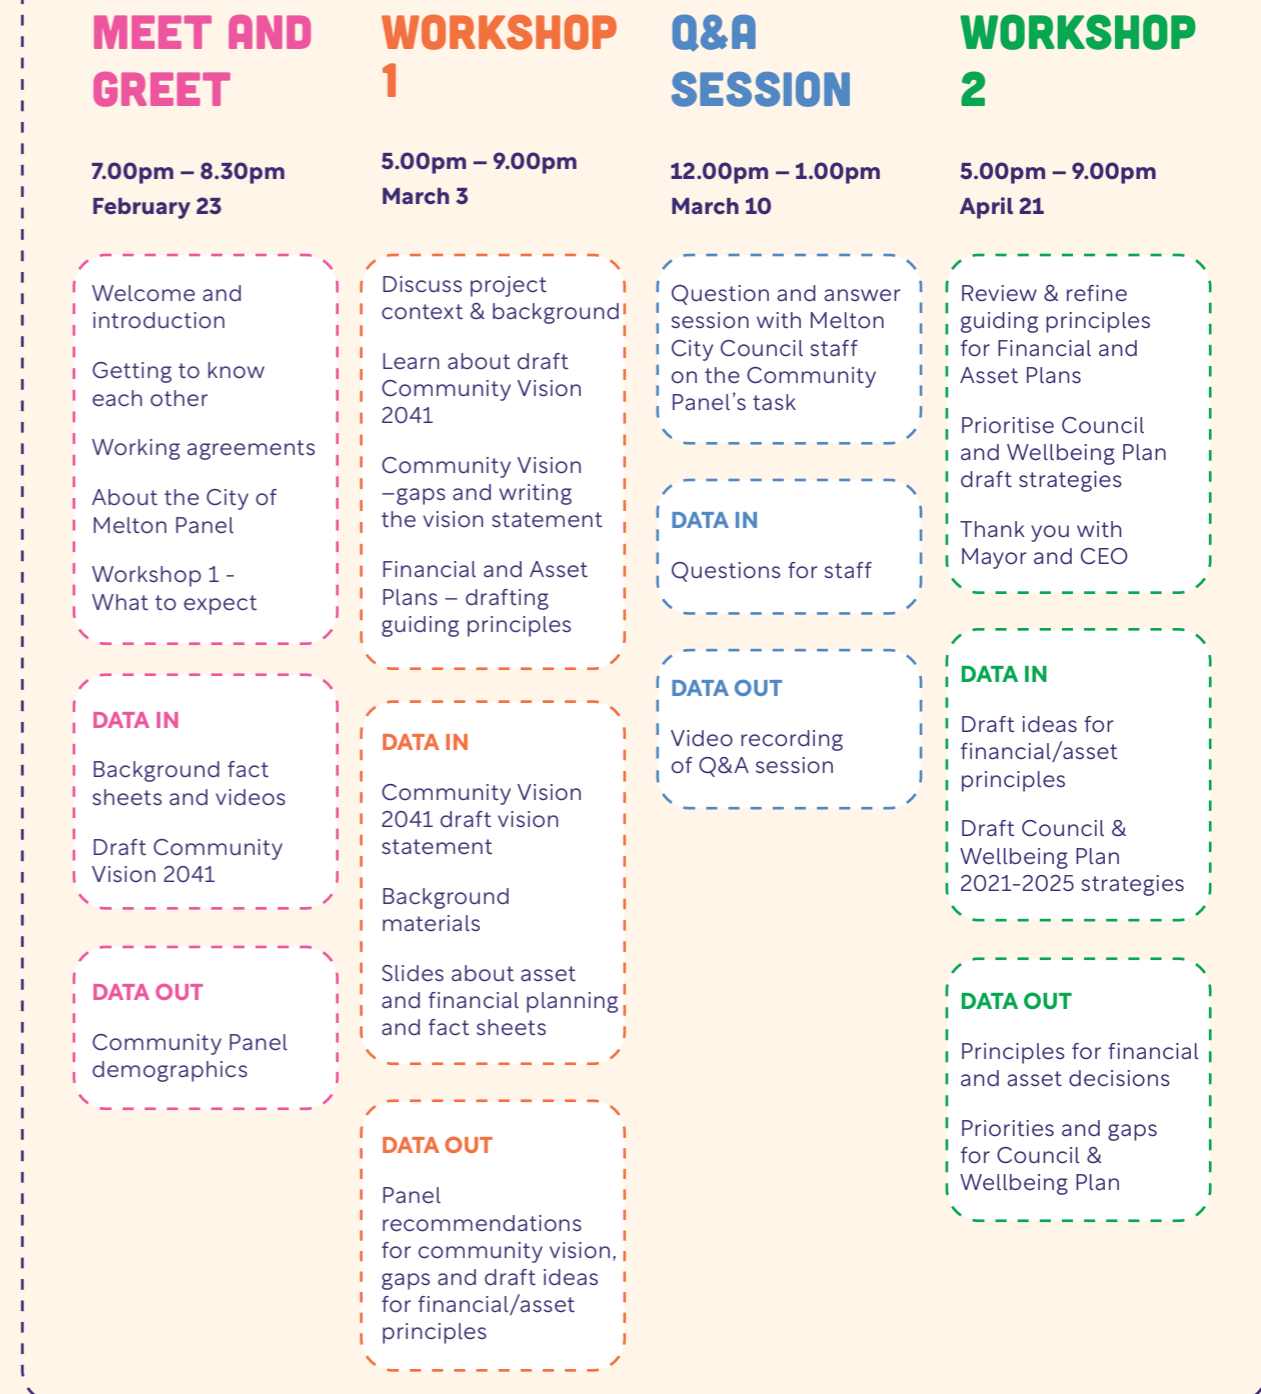 MEET AND
GREET
7.00pm – 8.30pm
February 23
Welcome and
introduction
Getting to know
each other
Working agreements
About the City of
Melton Panel
Workshop 1 -
What to expect
DATA IN
Background fact
sheets and videos
Draft Community
Vision 2041
DATA OUT
Community Panel
demographics
WORKSHOP
1
5.00pm – 9.00pm
March 3
Discuss project
context & background
Learn about draft
Community Vision
2041
Community Vision
–gaps and writing
the vision statement
Financial and Asset
Plans – drafting
guiding principles
DATA IN
Community Vision
2041 draft vision
statement
Background
materials
Slides about asset
and financial planning
and fact sheets
DATA OUT
Panel
recommendations
for community vision,
gaps and draft ideas
for financial/asset
principles
Q&A
SESSION
12.00pm – 1.00pm
March 10
Question and answer
session with Melton
City Council staff
on the Community
Panel’s task
DATA IN
Questions for staff
DATA OUT
Video recording
of Q&A session
WORKSHOP
2
5.00pm – 9.00pm
April 21
Review & refine
guiding principles
for Financial and
Asset Plans
Prioritise Council
and Wellbeing Plan
draft strategies
Thank you with
Mayor and CEO
DATA IN
Draft ideas for
financial/asset
principles
Draft Council &
Wellbeing Plan
2021-2025 strategies
DATA OUT
Principles for financial
and asset decisions
Priorities and gaps
for Council &
Wellbeing Plan